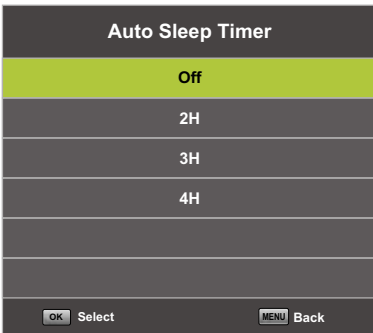 Auto Sleep Timer
Off
2H
3H
4H
OK Select MENU Back